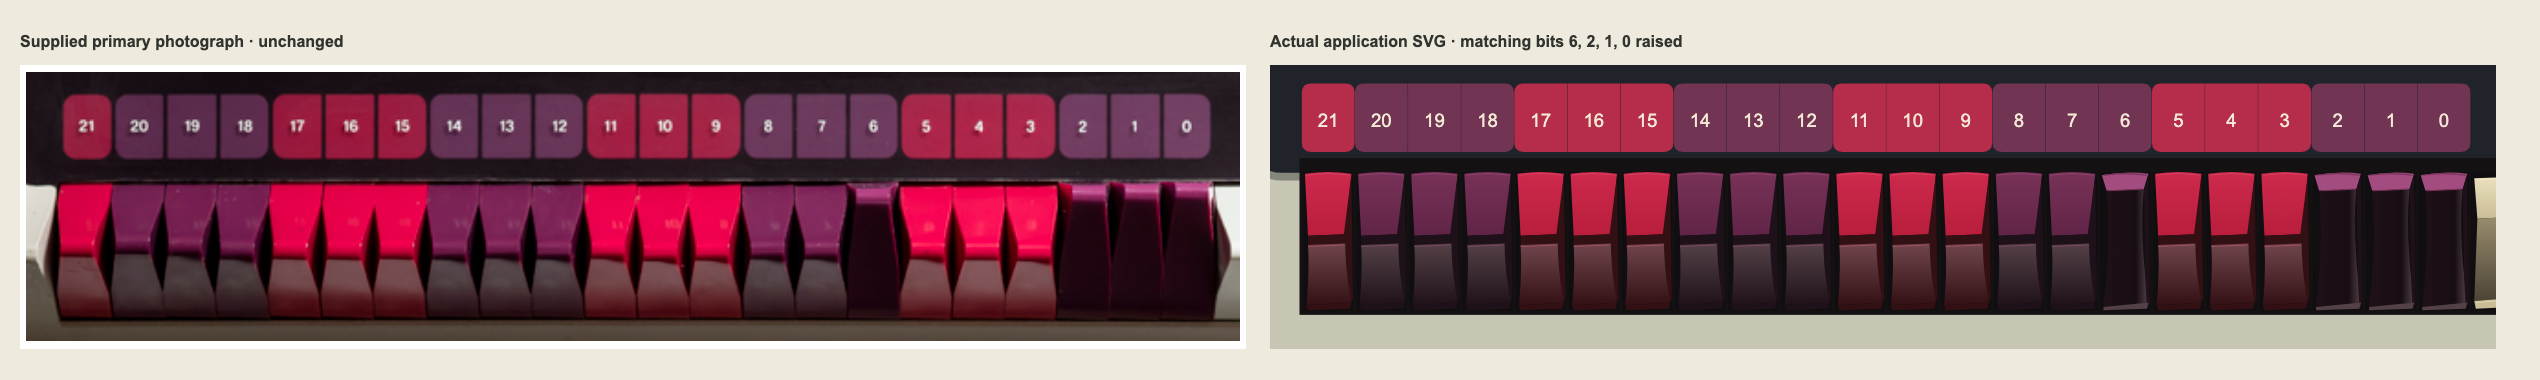 Supplied primary photograph · unchanged
21 20 19 18 17 16 15 14 13 12 11 10 9 8 7 6 5 4 3 2 1 0
Actual application SVG · matching bits 6, 2, 1, 0 raised
21 20 19 18 17 16 15 14 13 12 11 10 9 8 7 6 5 4 3 2 1 0